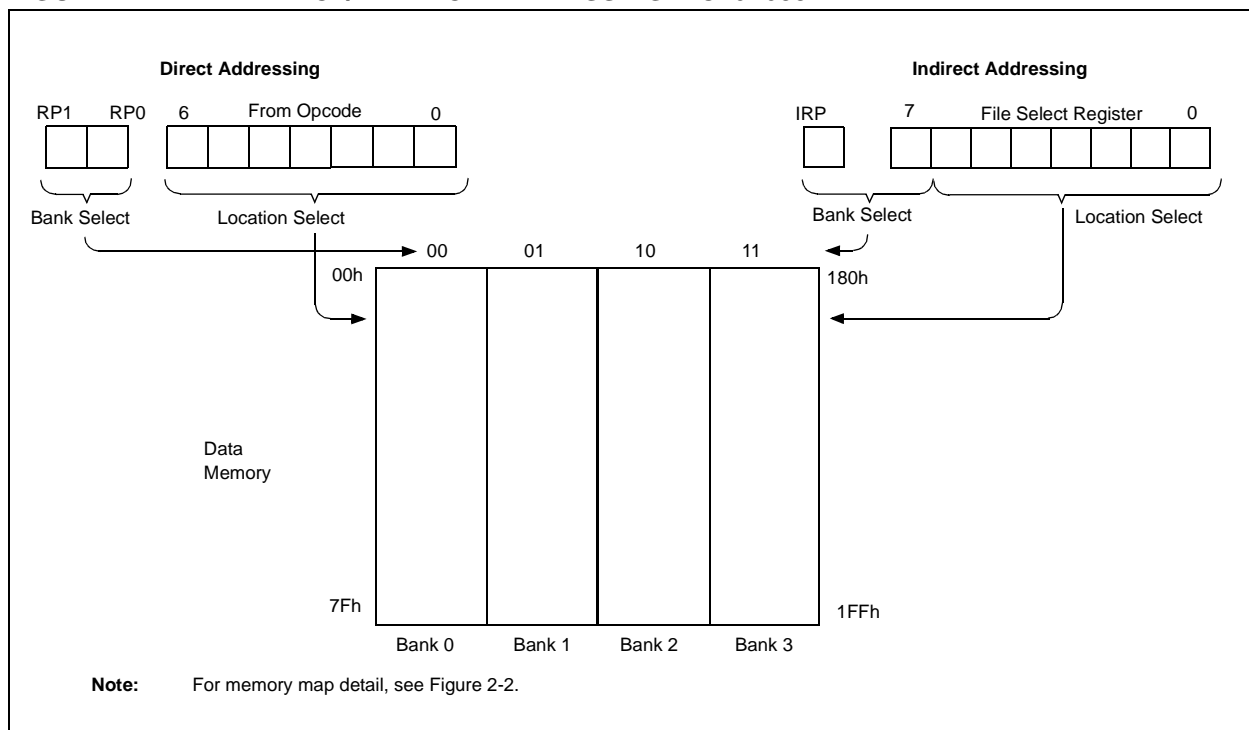 Direct Addressing
Indirect Addressing
RP1 RP0 6 From Opcode 0
IRP 7 File Select Register 0
Bank Select Location Select
Bank Select Location Select
00 01 10 11
00h
180h
Data
Memory
7Fh
1FFh
Bank 0 Bank 1 Bank 2 Bank 3
Note: For memory map detail, see Figure 2-2.